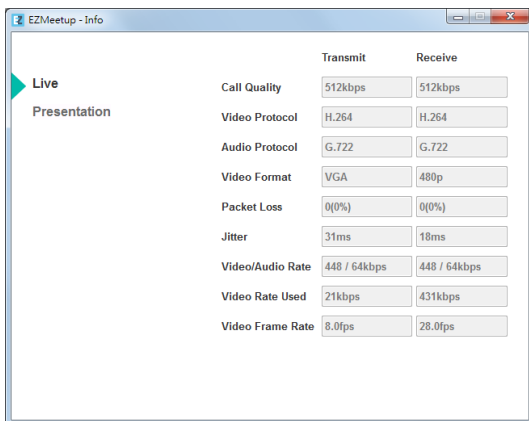 EZMeetup - Info
Transmit Receive
Live
Call Quality 512kbps 512kbps
Presentation
Video Protocol H.264 H.264
Audio Protocol G.722 G.722
Video Format VGA 480p
Packet Loss 0(0%) 0(0%)
Jitter 31ms 18ms
Video/Audio Rate 448 / 64kbps 448 / 64kbps
Video Rate Used 21kbps 431kbps
Video Frame Rate 8.0fps 28.0fps